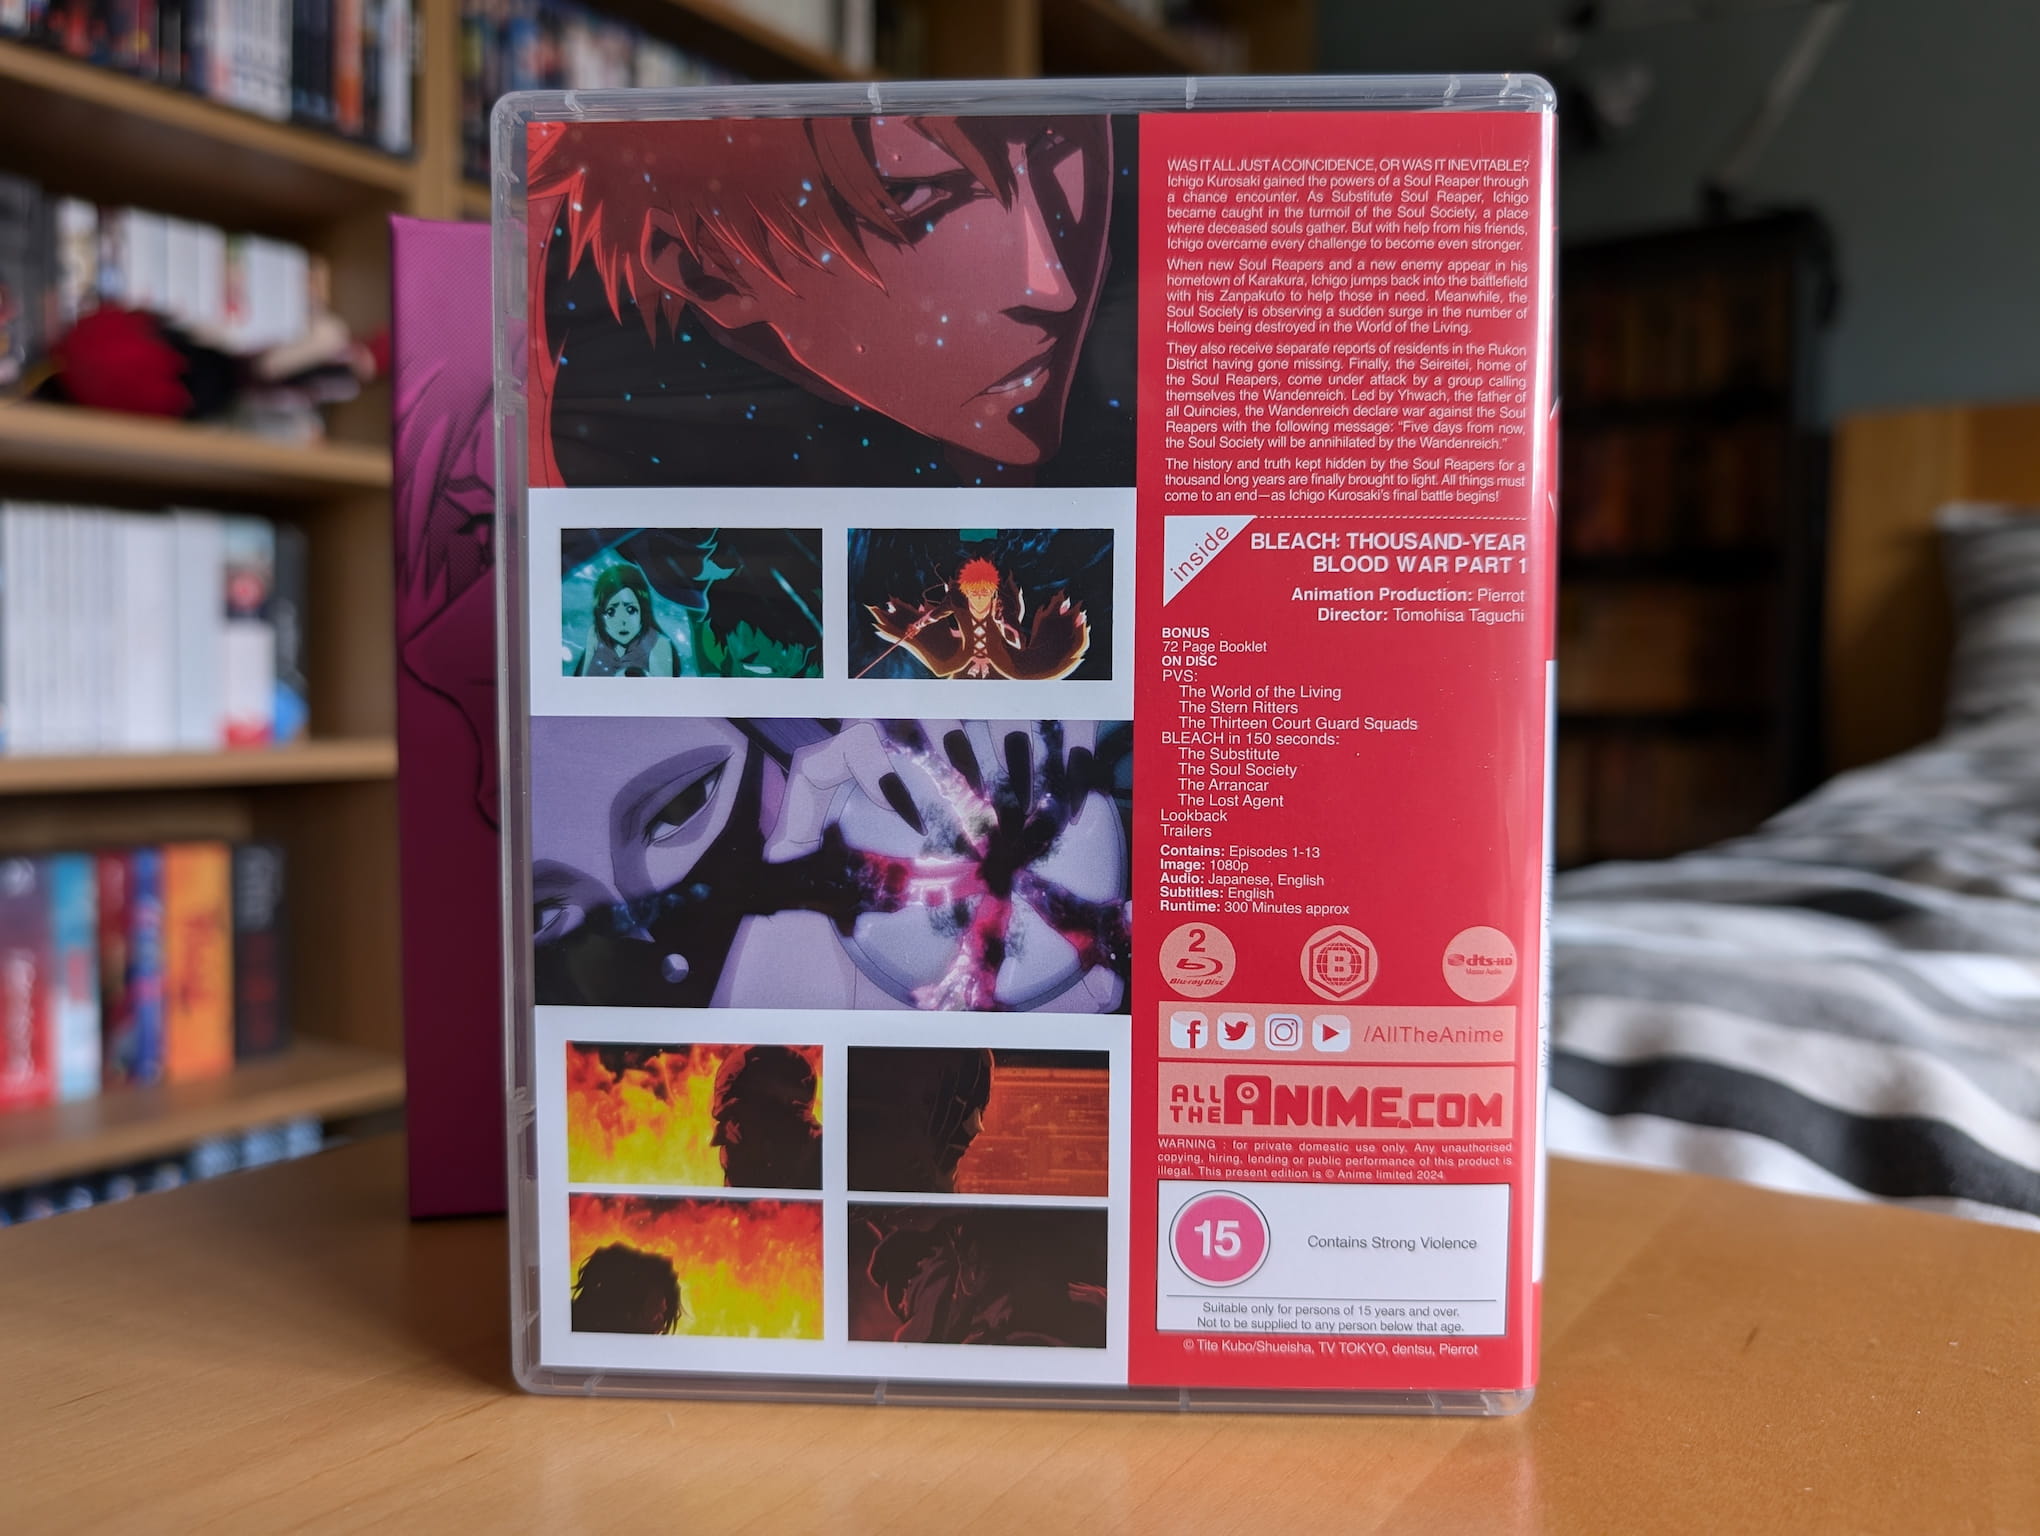 WAS IT ALL JUST A COINCIDENCE, OR WAS IT INEVITABLE?
Ichigo Kurosaki gained the powers of a Soul Reaper through
a chance encounter. As Substitute Soul Reaper, Ichigo
became caught in the turmoil of the Soul Society, a place
where deceased souls gather. But with help from his friends,
Ichigo overcame every challenge to become even stronger.
When new Soul Reapers and a new enemy appear in his
hometown of Karakura, Ichigo jumps back into the battlefield
with his Zanpakuto to help those in need. Meanwhile, the
Soul Society is observing a sudden surge in the number of
Hollows being destroyed in the World of the Living.
They also receive separate reports of residents in the Rukon
District having gone missing. Finally, the Seireitei, home of
the Soul Reapers, come under attack by a group calling
themselves the Wandenreich. Led by Yhwach, the father of
all Quincies, the Wandenreich declare war against the Soul
Reapers with the following message: "Five days from now,
the Soul Society will be annihilated by the Wandenreich."
The history and truth kept hidden by the Soul Reapers for a
thousand long years are finally brought to light. All things must
come to an end—as Ichigo Kurosaki's final battle begins!
inside
BLEACH: THOUSAND-YEAR
BLOOD WAR PART 1
Animation Production: Pierrot
Director: Tomohisa Taguchi
BONUS
72 Page Booklet
ON DISC
PVS:
The World of the Living
The Stern Ritters
The Thirteen Court Guard Squads
BLEACH in 150 seconds:
The Substitute
The Soul Society
The Arrancar
The Lost Agent
Lookback
Trailers
Contains: Episodes 1-13
Image: 1080p
Audio: Japanese, English
Subtitles: English
Runtime: 300 Minutes approx
2
Blu-ray Disc
B
dts-HD
Master Audio
/AllTheAnime
ALL THE ANIME.COM
WARNING : for private domestic use only. Any unauthorised
copying, hiring, lending or public performance of this product is
illegal. This present edition is © Anime limited 2024
15
Contains Strong Violence
Suitable only for persons of 15 years and over.
Not to be supplied to any person below that age.
© Tite Kubo/Shueisha, TV TOKYO, dentsu, Pierrot